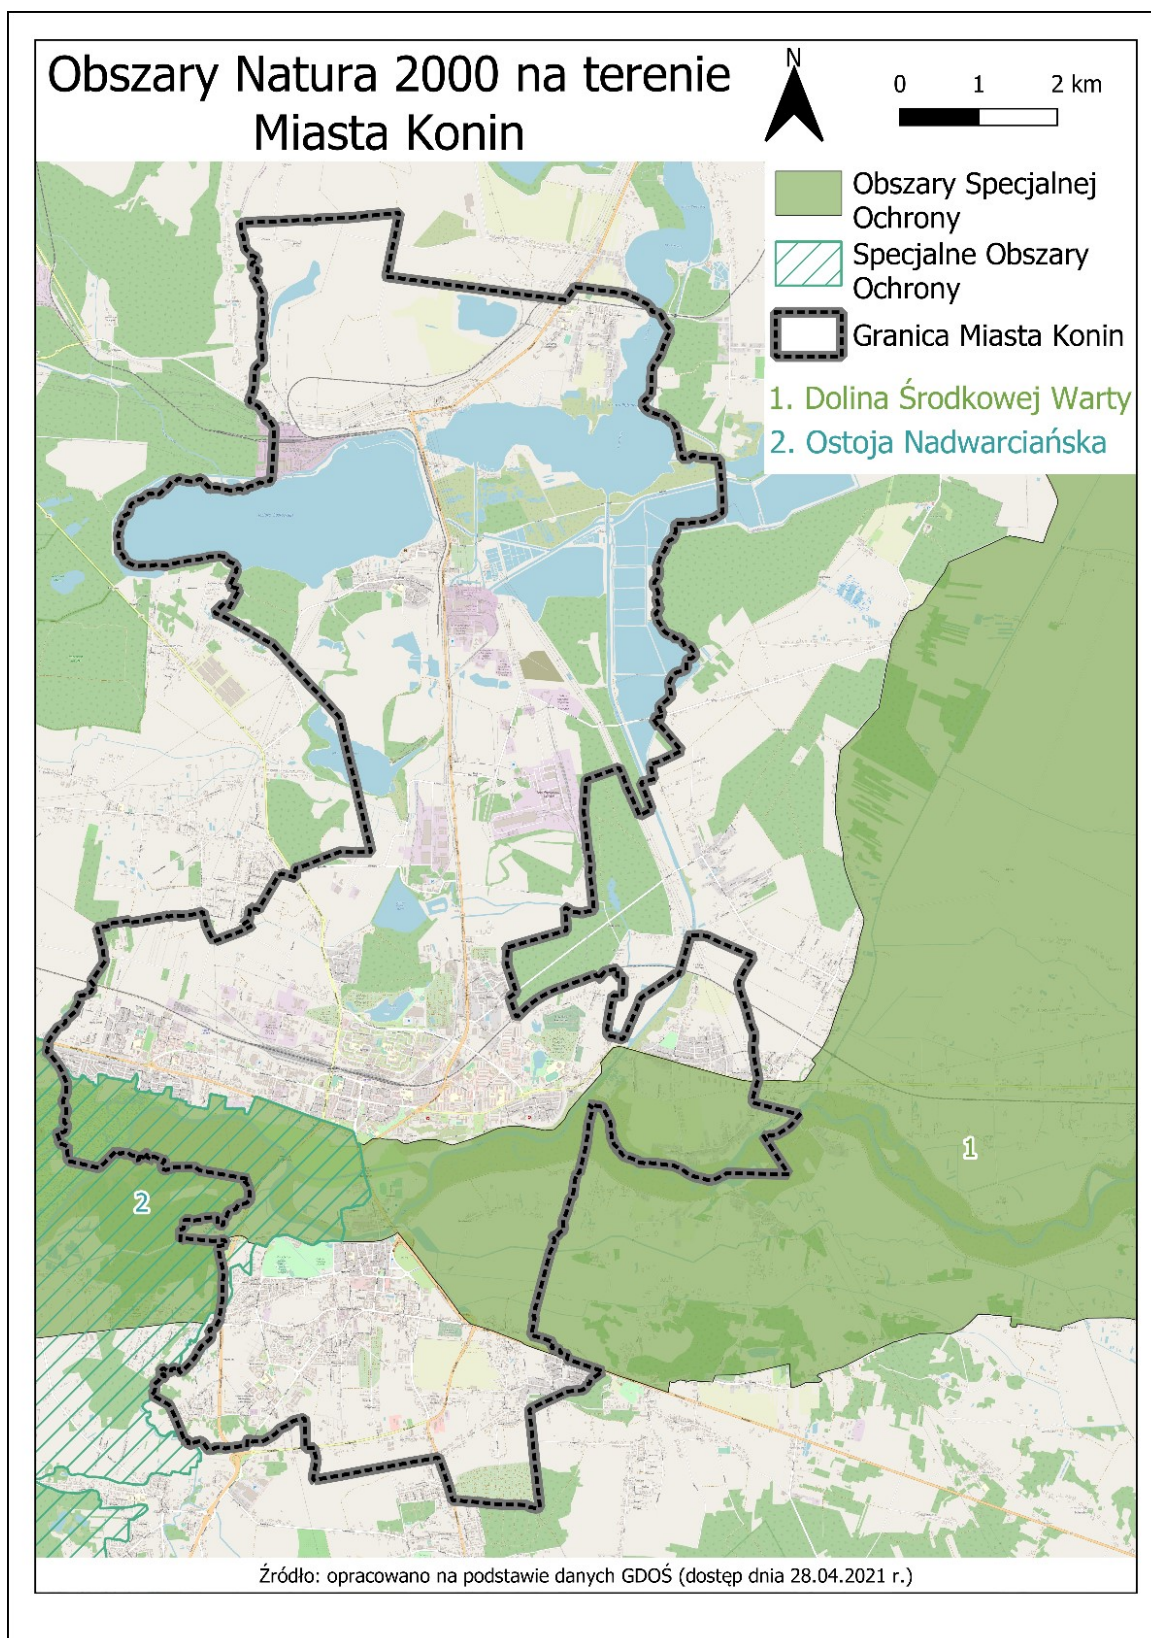 Obszary Natura 2000 na terenie
Miasta Konin
N
0 1 2 km
Obszary Specjalnej
Ochrony
Specjalne Obszary
Ochrony
Granica Miasta Konin
1. Dolina Środkowej Warty
2. Ostoja Nadwarciańska
1
2
Źródło: opracowano na podstawie danych GDOŚ (dostęp dnia 28.04.2021 r.)